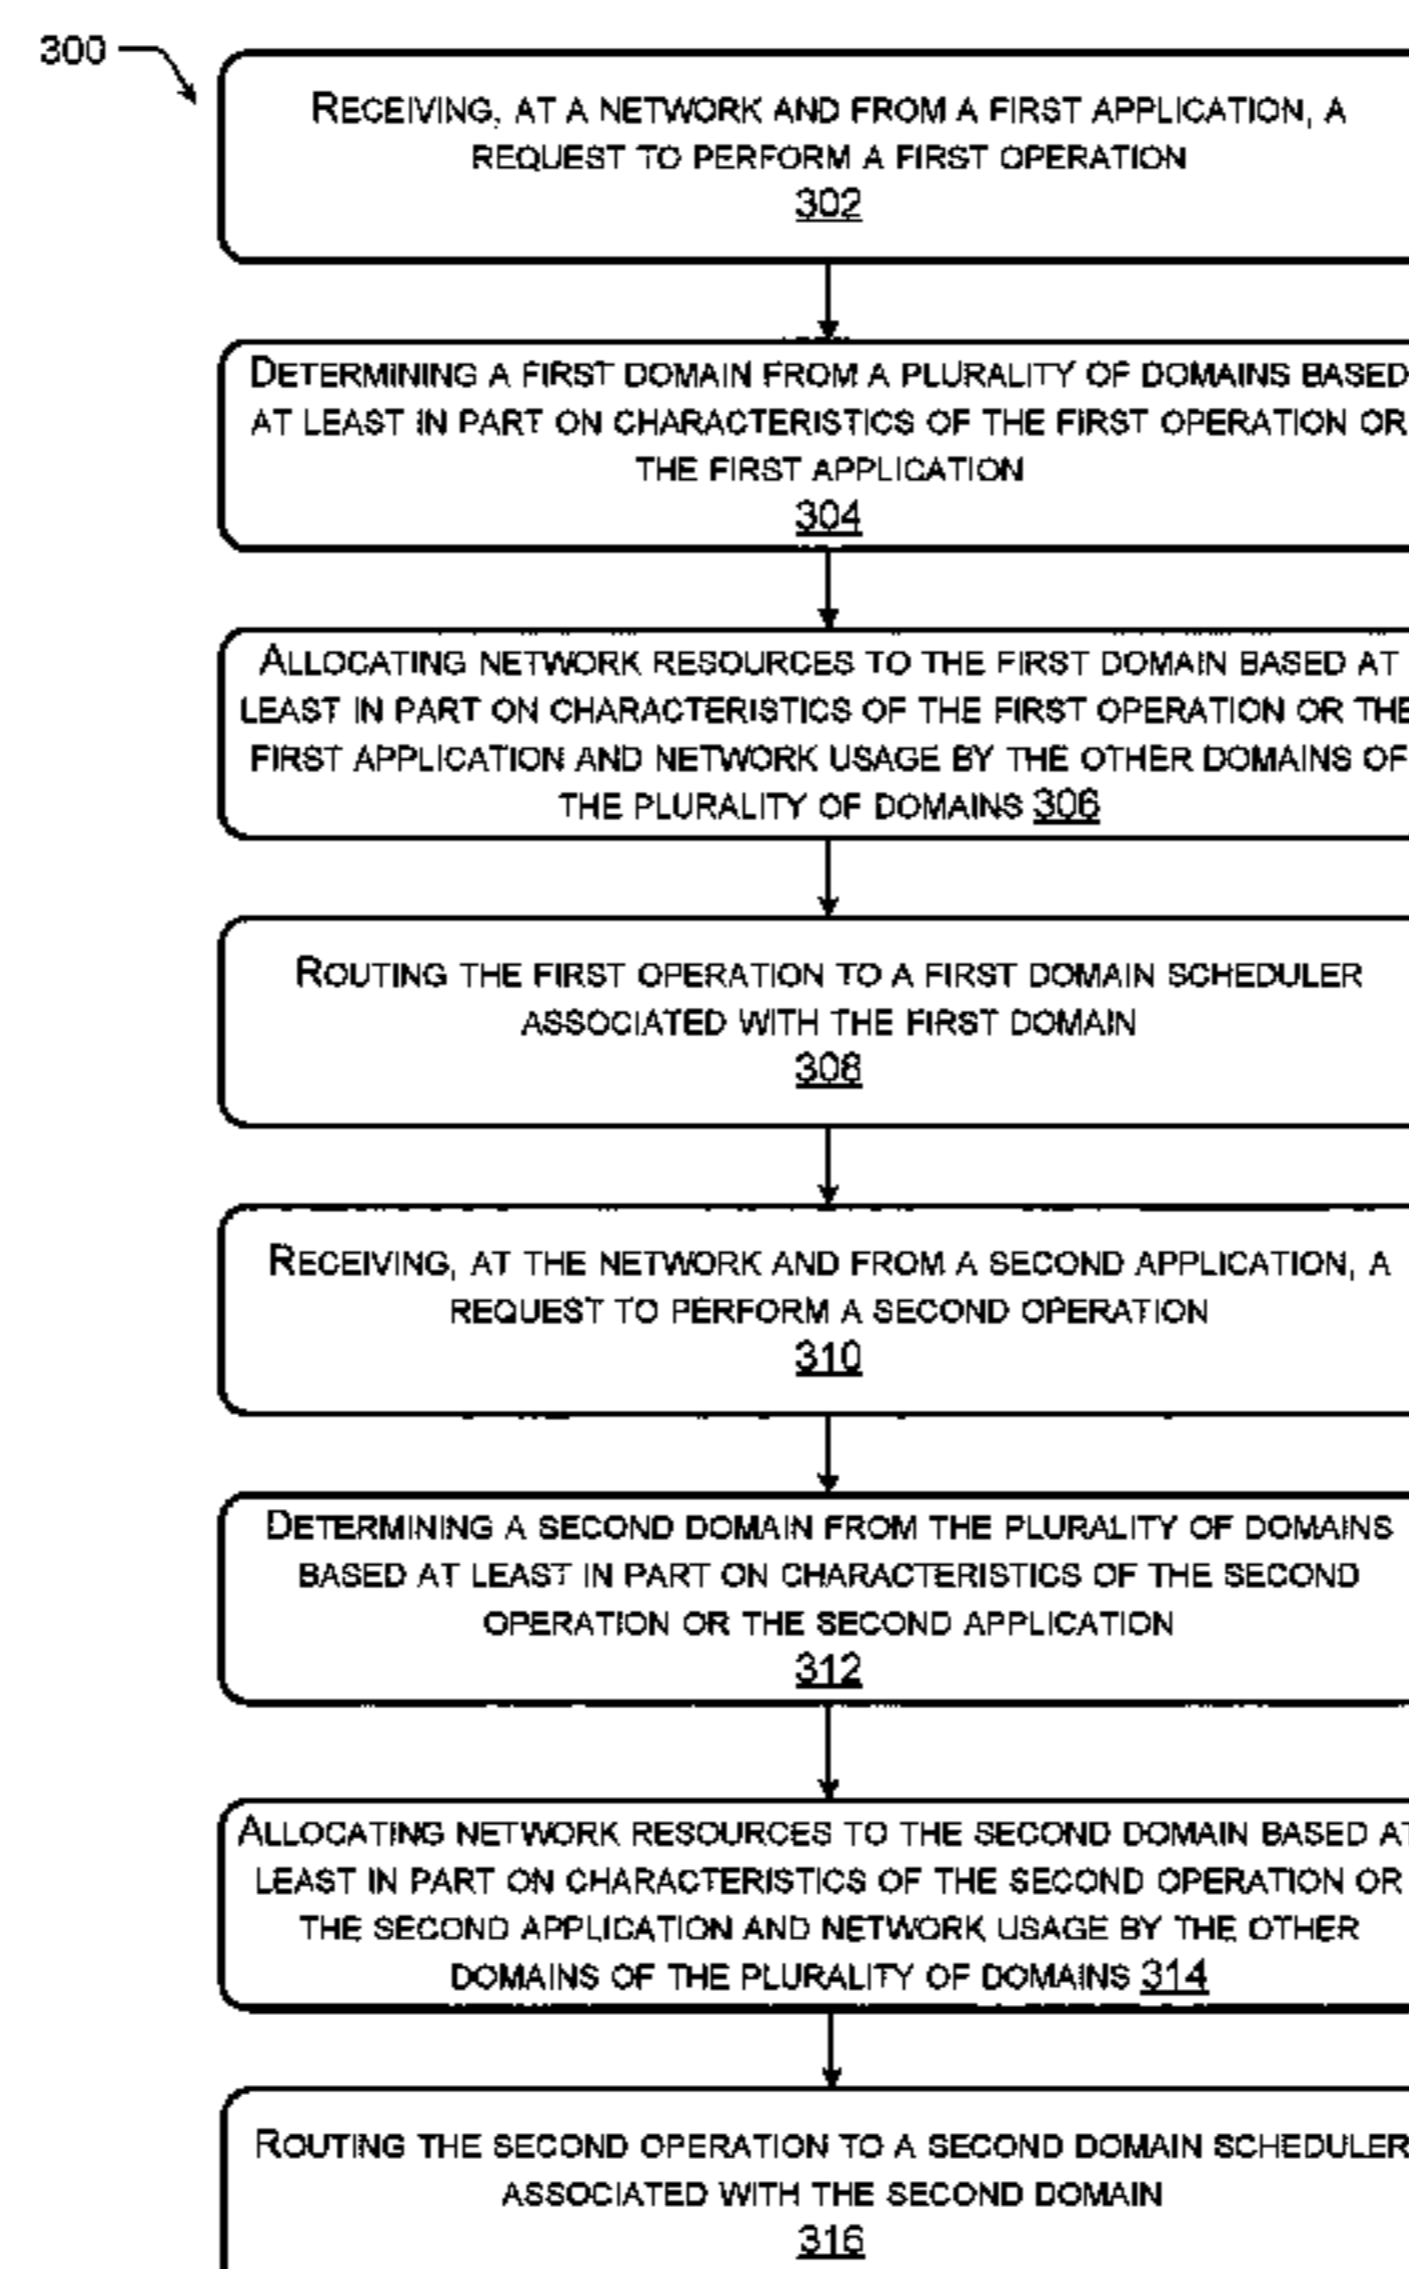 300
RECEIVING, AT A NETWORK AND FROM A FIRST APPLICATION, A
REQUEST TO PERFORM A FIRST OPERATION
302
DETERMINING A FIRST DOMAIN FROM A PLURALITY OF DOMAINS BASED
AT LEAST IN PART ON CHARACTERISTICS OF THE FIRST OPERATION OR
THE FIRST APPLICATION
304
ALLOCATING NETWORK RESOURCES TO THE FIRST DOMAIN BASED AT
LEAST IN PART ON CHARACTERISTICS OF THE FIRST OPERATION OR THE
FIRST APPLICATION AND NETWORK USAGE BY THE OTHER DOMAINS OF
THE PLURALITY OF DOMAINS 306
ROUTING THE FIRST OPERATION TO A FIRST DOMAIN SCHEDULER
ASSOCIATED WITH THE FIRST DOMAIN
308
RECEIVING, AT THE NETWORK AND FROM A SECOND APPLICATION, A
REQUEST TO PERFORM A SECOND OPERATION
310
DETERMINING A SECOND DOMAIN FROM THE PLURALITY OF DOMAINS
BASED AT LEAST IN PART ON CHARACTERISTICS OF THE SECOND
OPERATION OR THE SECOND APPLICATION
312
ALLOCATING NETWORK RESOURCES TO THE SECOND DOMAIN BASED AT
LEAST IN PART ON CHARACTERISTICS OF THE SECOND OPERATION OR
THE SECOND APPLICATION AND NETWORK USAGE BY THE OTHER
DOMAINS OF THE PLURALITY OF DOMAINS 314
ROUTING THE SECOND OPERATION TO A SECOND DOMAIN SCHEDULER
ASSOCIATED WITH THE SECOND DOMAIN
316